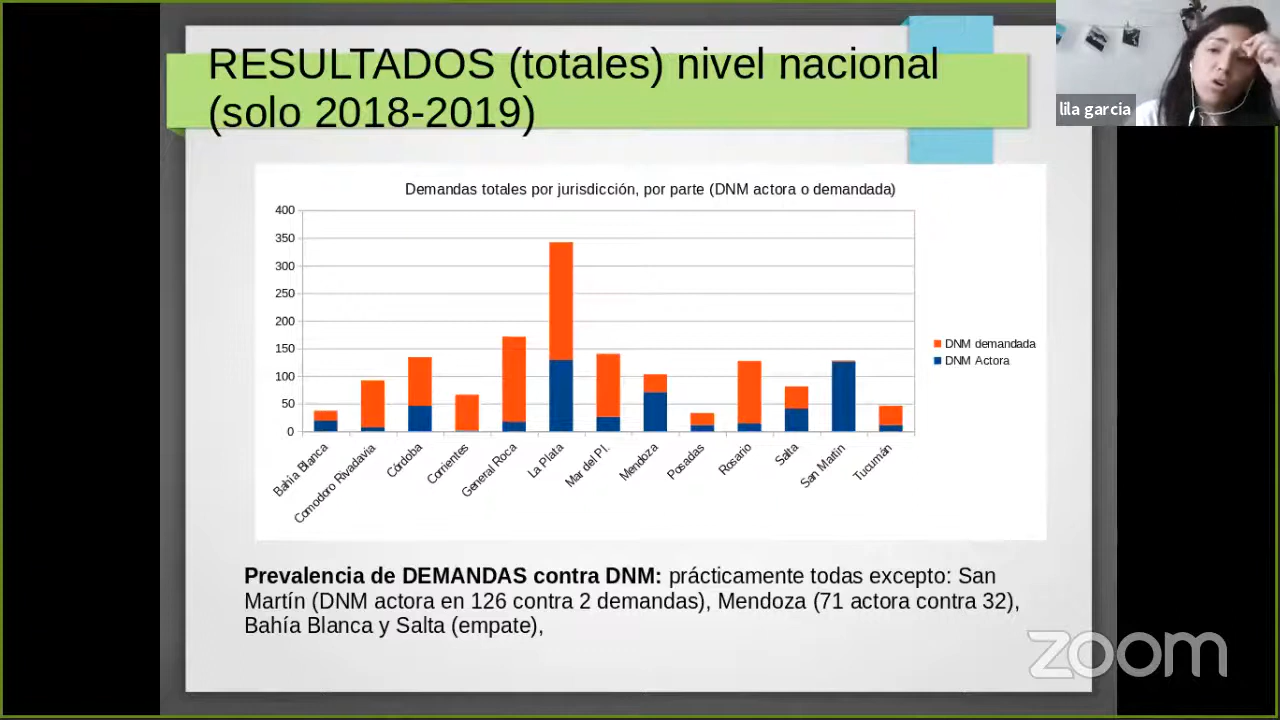 RESULTADOS (totales) nivel nacional
(solo 2018-2019)
lila garcia
Demandas totales por jurisdicción, por parte (DNM actora o demandada)
400
350
300
250
200
150
100
50
0
DNM demandada
DNM Actora
Bahía Blanca
Comodoro Rivadavia
Córdoba
Corrientes
General Roca
La Plata
Mar del Pl.
Mendoza
Posadas
Rosario
Salta
San Martín
Tucumán
Prevalencia de DEMANDAS contra DNM: prácticamente todas excepto: San
Martín (DNM actora en 126 contra 2 demandas), Mendoza (71 actora contra 32),
Bahía Blanca y Salta (empate),
zoom